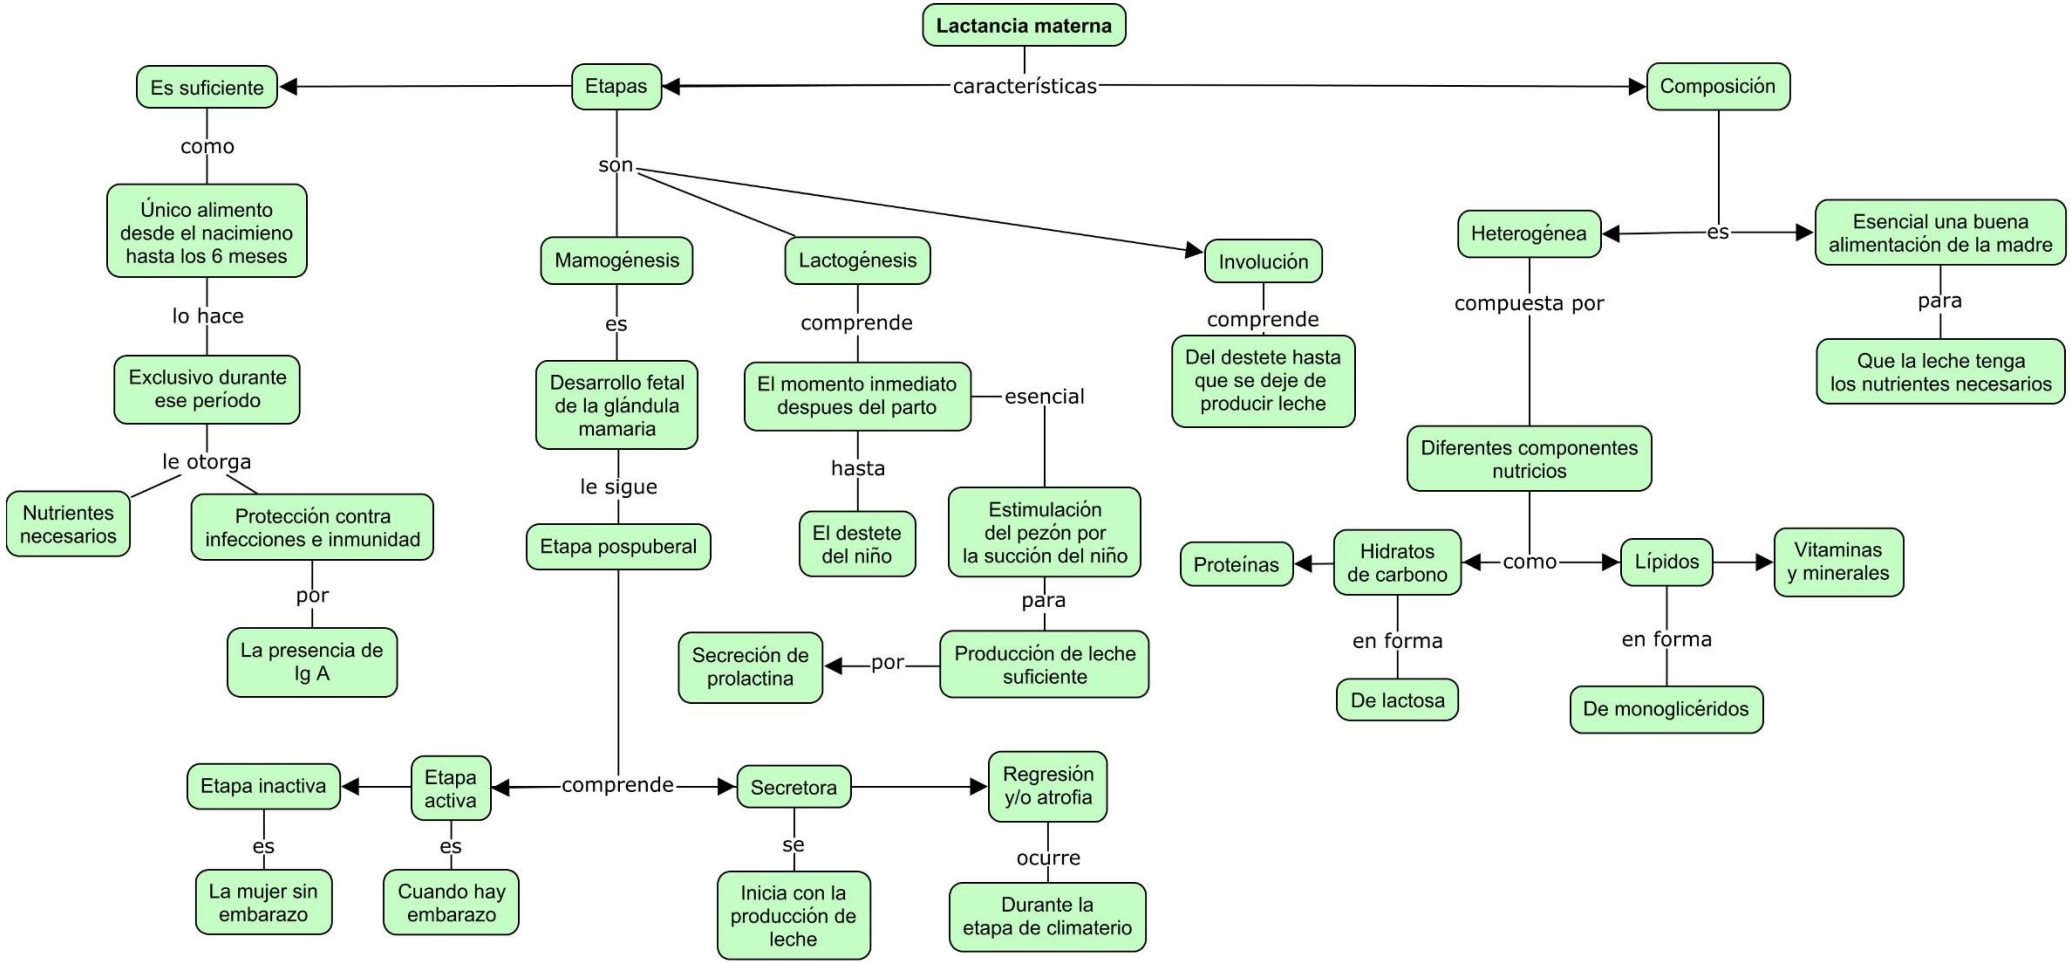 Lactancia materna
características
Es suficiente
como
Único alimento
desde el nacimieno
hasta los 6 meses
lo hace
Exclusivo durante
ese período
le otorga
Nutrientes
necesarios
Protección contra
infecciones e inmunidad
por
La presencia de
Ig A
Etapas
son
Mamogénesis
es
Desarrollo fetal
de la glándula
mamaria
le sigue
Etapa pospuberal
comprende
Etapa inactiva
es
La mujer sin
embarazo
Etapa
activa
es
Cuando hay
embarazo
Secretora
se
Inicia con la
producción de
leche
Regresión
y/o atrofia
ocurre
Durante la
etapa de climaterio
Lactogénesis
comprende
El momento inmediato
despues del parto
hasta
El destete
del niño
esencial
Estimulación
del pezón por
la succión del niño
para
Producción de leche
suficiente
por
Secreción de
prolactina
Involución
comprende
Del destete hasta
que se deje de
producir leche
Composición
es
Heterogénea
compuesta por
Diferentes componentes
nutricios
como
Hidratos
de carbono
Proteínas
en forma
De lactosa
Lípidos
Vitaminas
y minerales
en forma
De monoglicéridos
Esencial una buena
alimentación de la madre
para
Que la leche tenga
los nutrientes necesarios